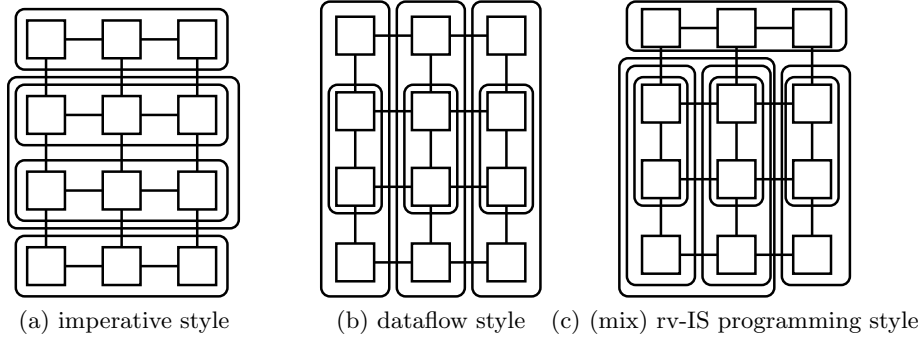 (a) imperative style
(b) dataflow style
(c) (mix) rv-IS programming style